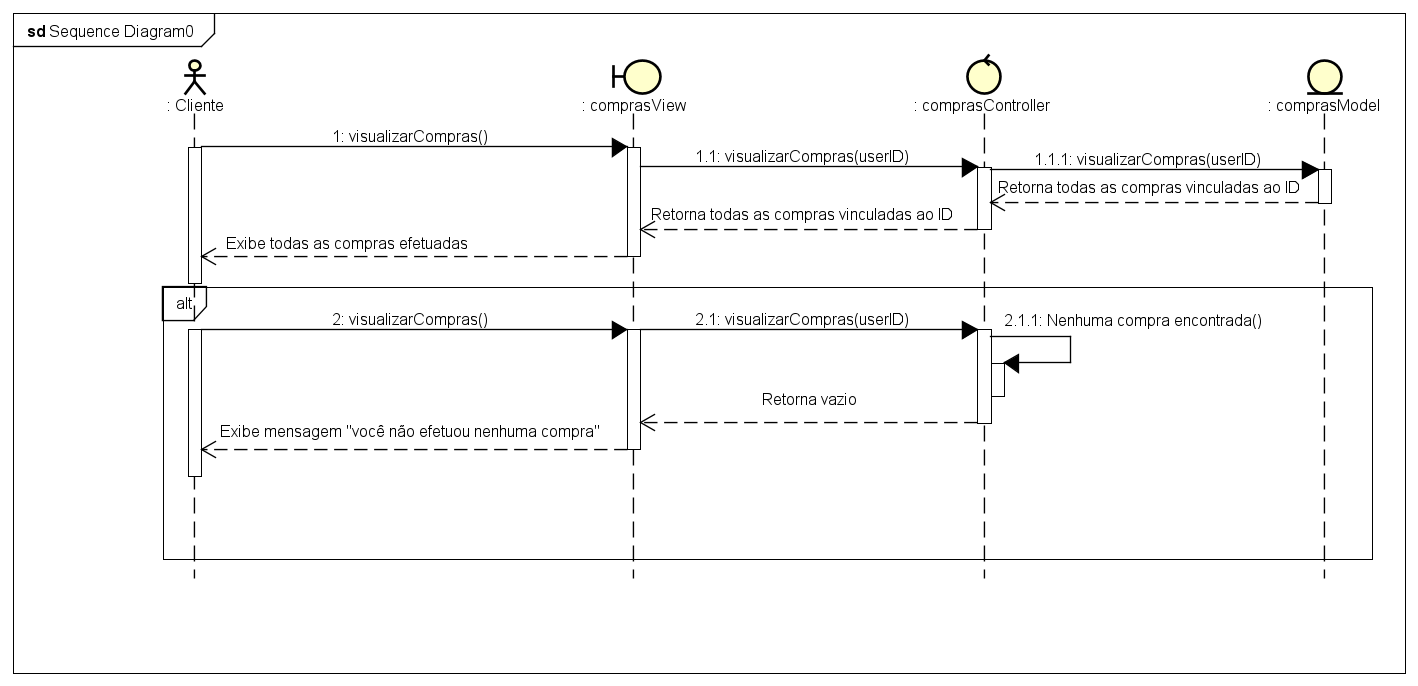 sd Sequence Diagram0
: Cliente
: comprasView
: comprasController
: comprasModel
1: visualizarCompras()
1.1: visualizarCompras(userID)
1.1.1: visualizarCompras(userID)
Retorna todas as compras vinculadas ao ID
Retorna todas as compras vinculadas ao ID
Exibe todas as compras efetuadas
alt
2: visualizarCompras()
2.1: visualizarCompras(userID)
2.1.1: Nenhuma compra encontrada()
Retorna vazio
Exibe mensagem "você não efetuou nenhuma compra"